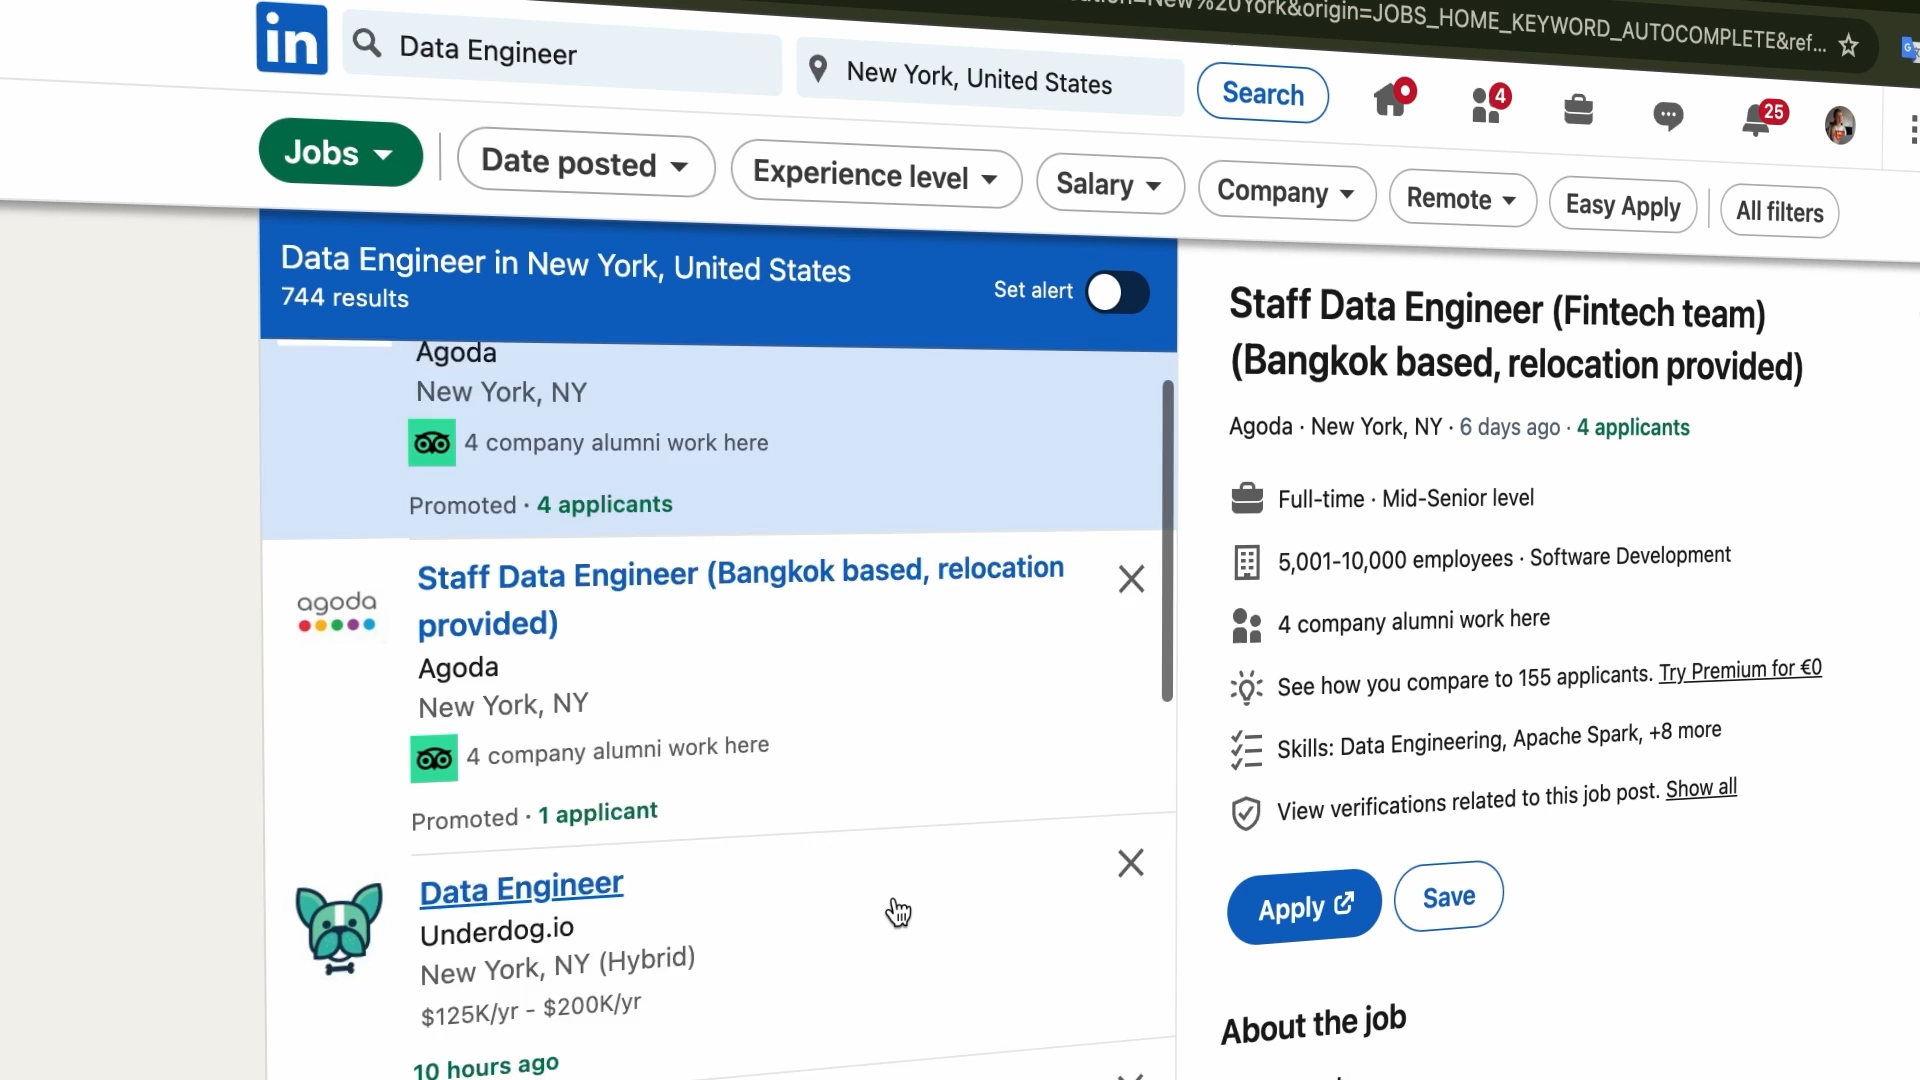 cation=New%20York&origin=JOBS_HOME_KEYWORD_AUTOCOMPLETE&ref...
in
Data Engineer
New York, United States
Search
4
25
Jobs
Date posted
Experience level
Salary
Company
Remote
Easy Apply
All filters
Data Engineer in New York, United States
744 results
Set alert
Agoda
New York, NY
4 company alumni work here
Promoted · 4 applicants
agoda
Staff Data Engineer (Bangkok based, relocation
provided)
Agoda
New York, NY
4 company alumni work here
Promoted · 1 applicant
Data Engineer
Underdog.io
New York, NY (Hybrid)
$125K/yr - $200K/yr
10 hours ago
Staff Data Engineer (Fintech team)
(Bangkok based, relocation provided)
Agoda · New York, NY · 6 days ago · 4 applicants
Full-time · Mid-Senior level
5,001-10,000 employees · Software Development
4 company alumni work here
See how you compare to 155 applicants. Try Premium for €0
Skills: Data Engineering, Apache Spark, +8 more
View verifications related to this job post. Show all
Apply
Save
About the job